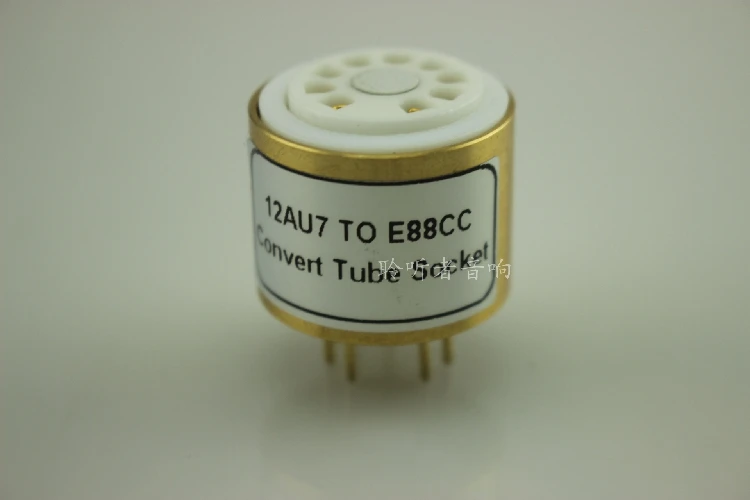 12AU7 TO E88CC
Convert Tube Socket
聆听者音响